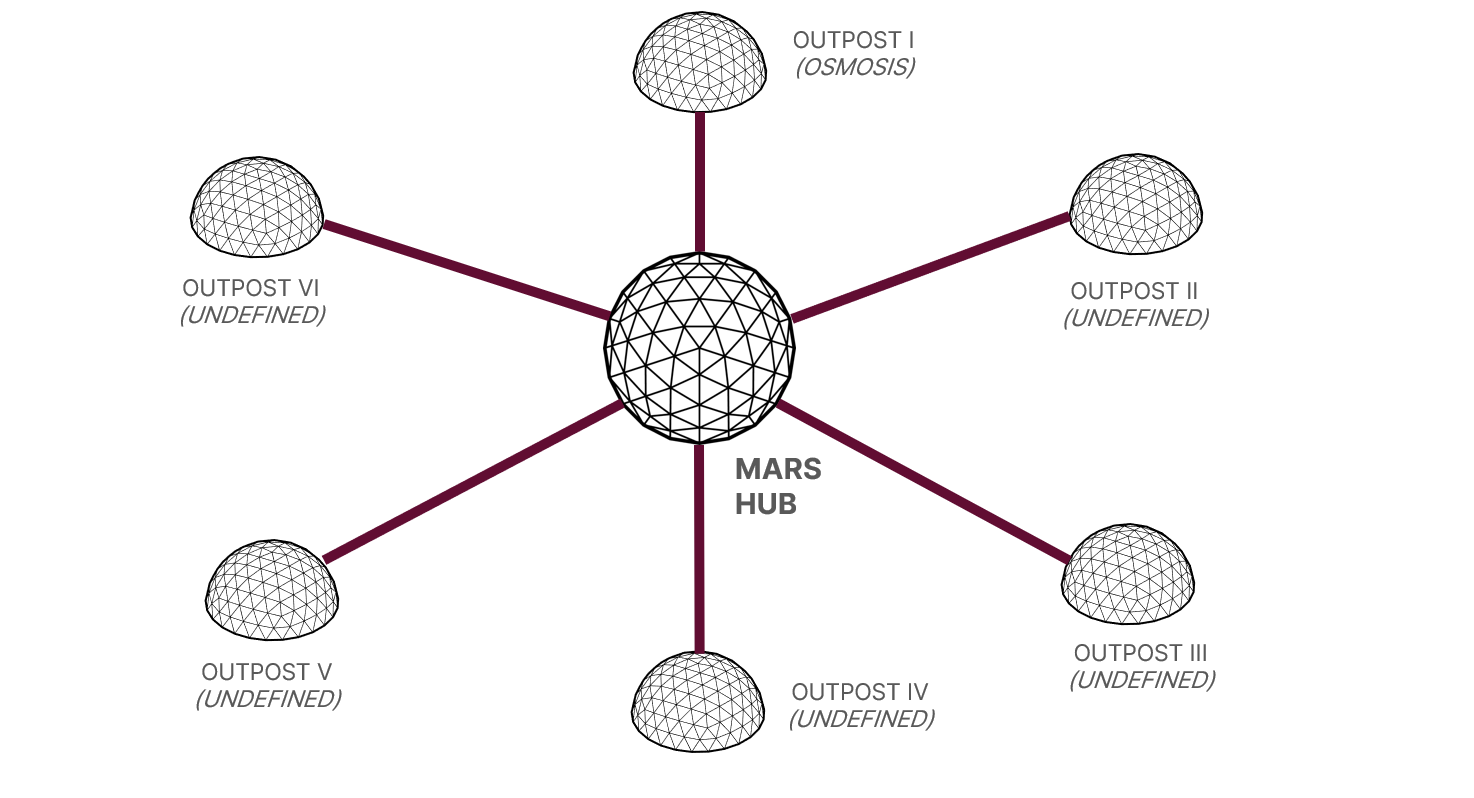 OUTPOST I
(OSMOSIS)
OUTPOST VI
(UNDEFINED)
OUTPOST II
(UNDEFINED)
MARS
HUB
OUTPOST V
(UNDEFINED)
OUTPOST IV
(UNDEFINED)
OUTPOST III
(UNDEFINED)